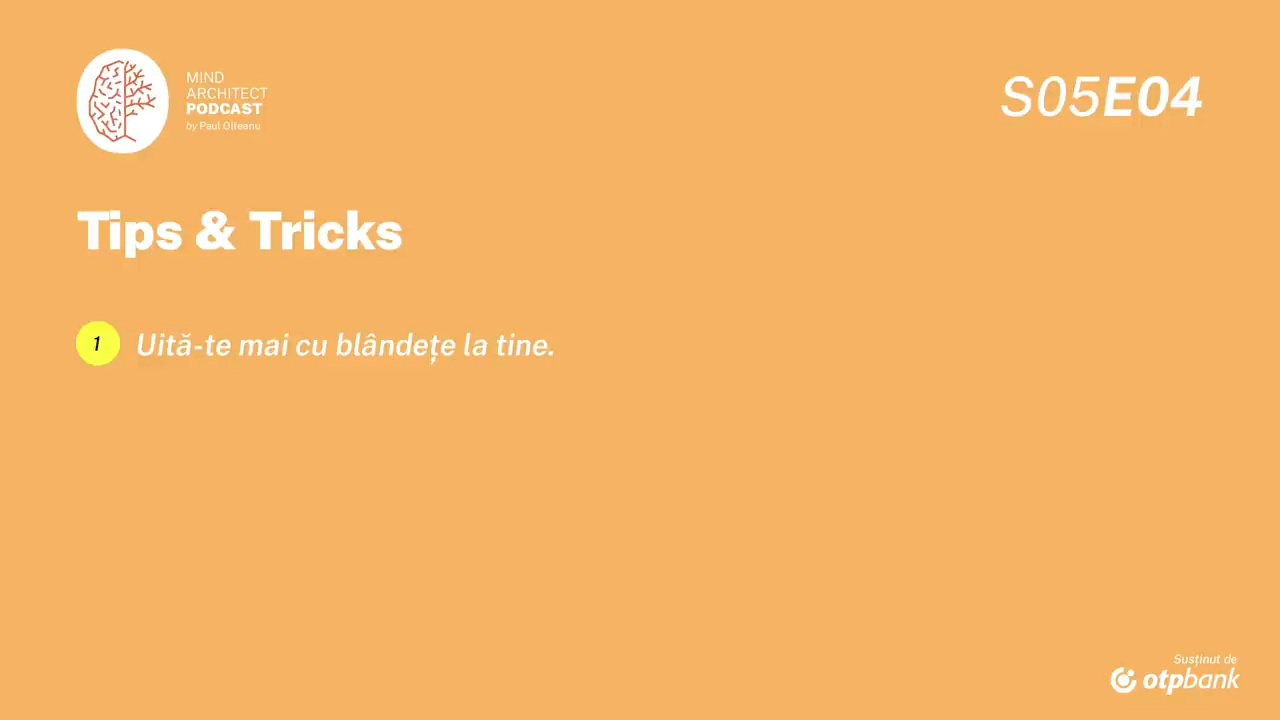 MIND
ARCHITECT
PODCAST
by Paul Olteanu
S05E04
Tips & Tricks
1 Uită-te mai cu blândețe la tine.
Susținut de
otpbank